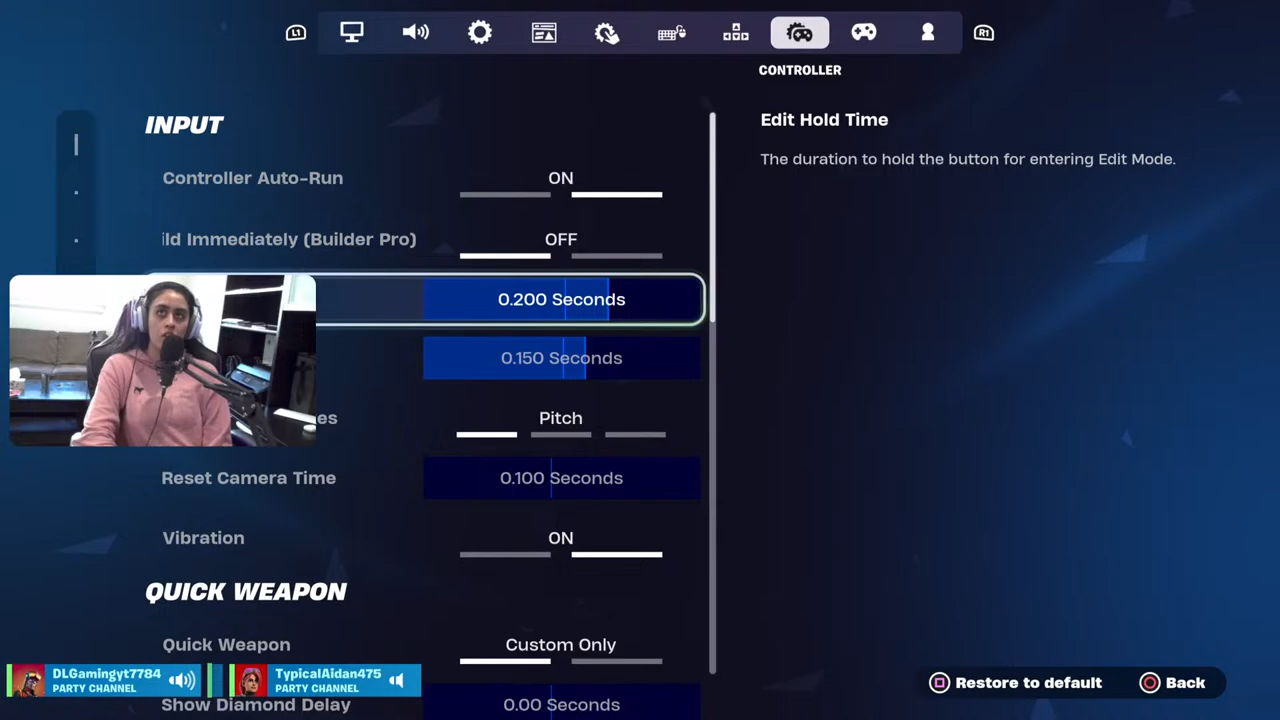 L1
R1
CONTROLLER
INPUT
Edit Hold Time
The duration to hold the button for entering Edit Mode.
Controller Auto-Run
ON
ild Immediately (Builder Pro)
OFF
0.200 Seconds
0.150 Seconds
es
Pitch
Reset Camera Time
0.100 Seconds
Vibration
ON
QUICK WEAPON
Quick Weapon
Custom Only
DLGamingyt7784
PARTY CHANNEL
TypicalAidan475
PARTY CHANNEL
Show Diamond Delay
0.00 Seconds
Restore to default
Back